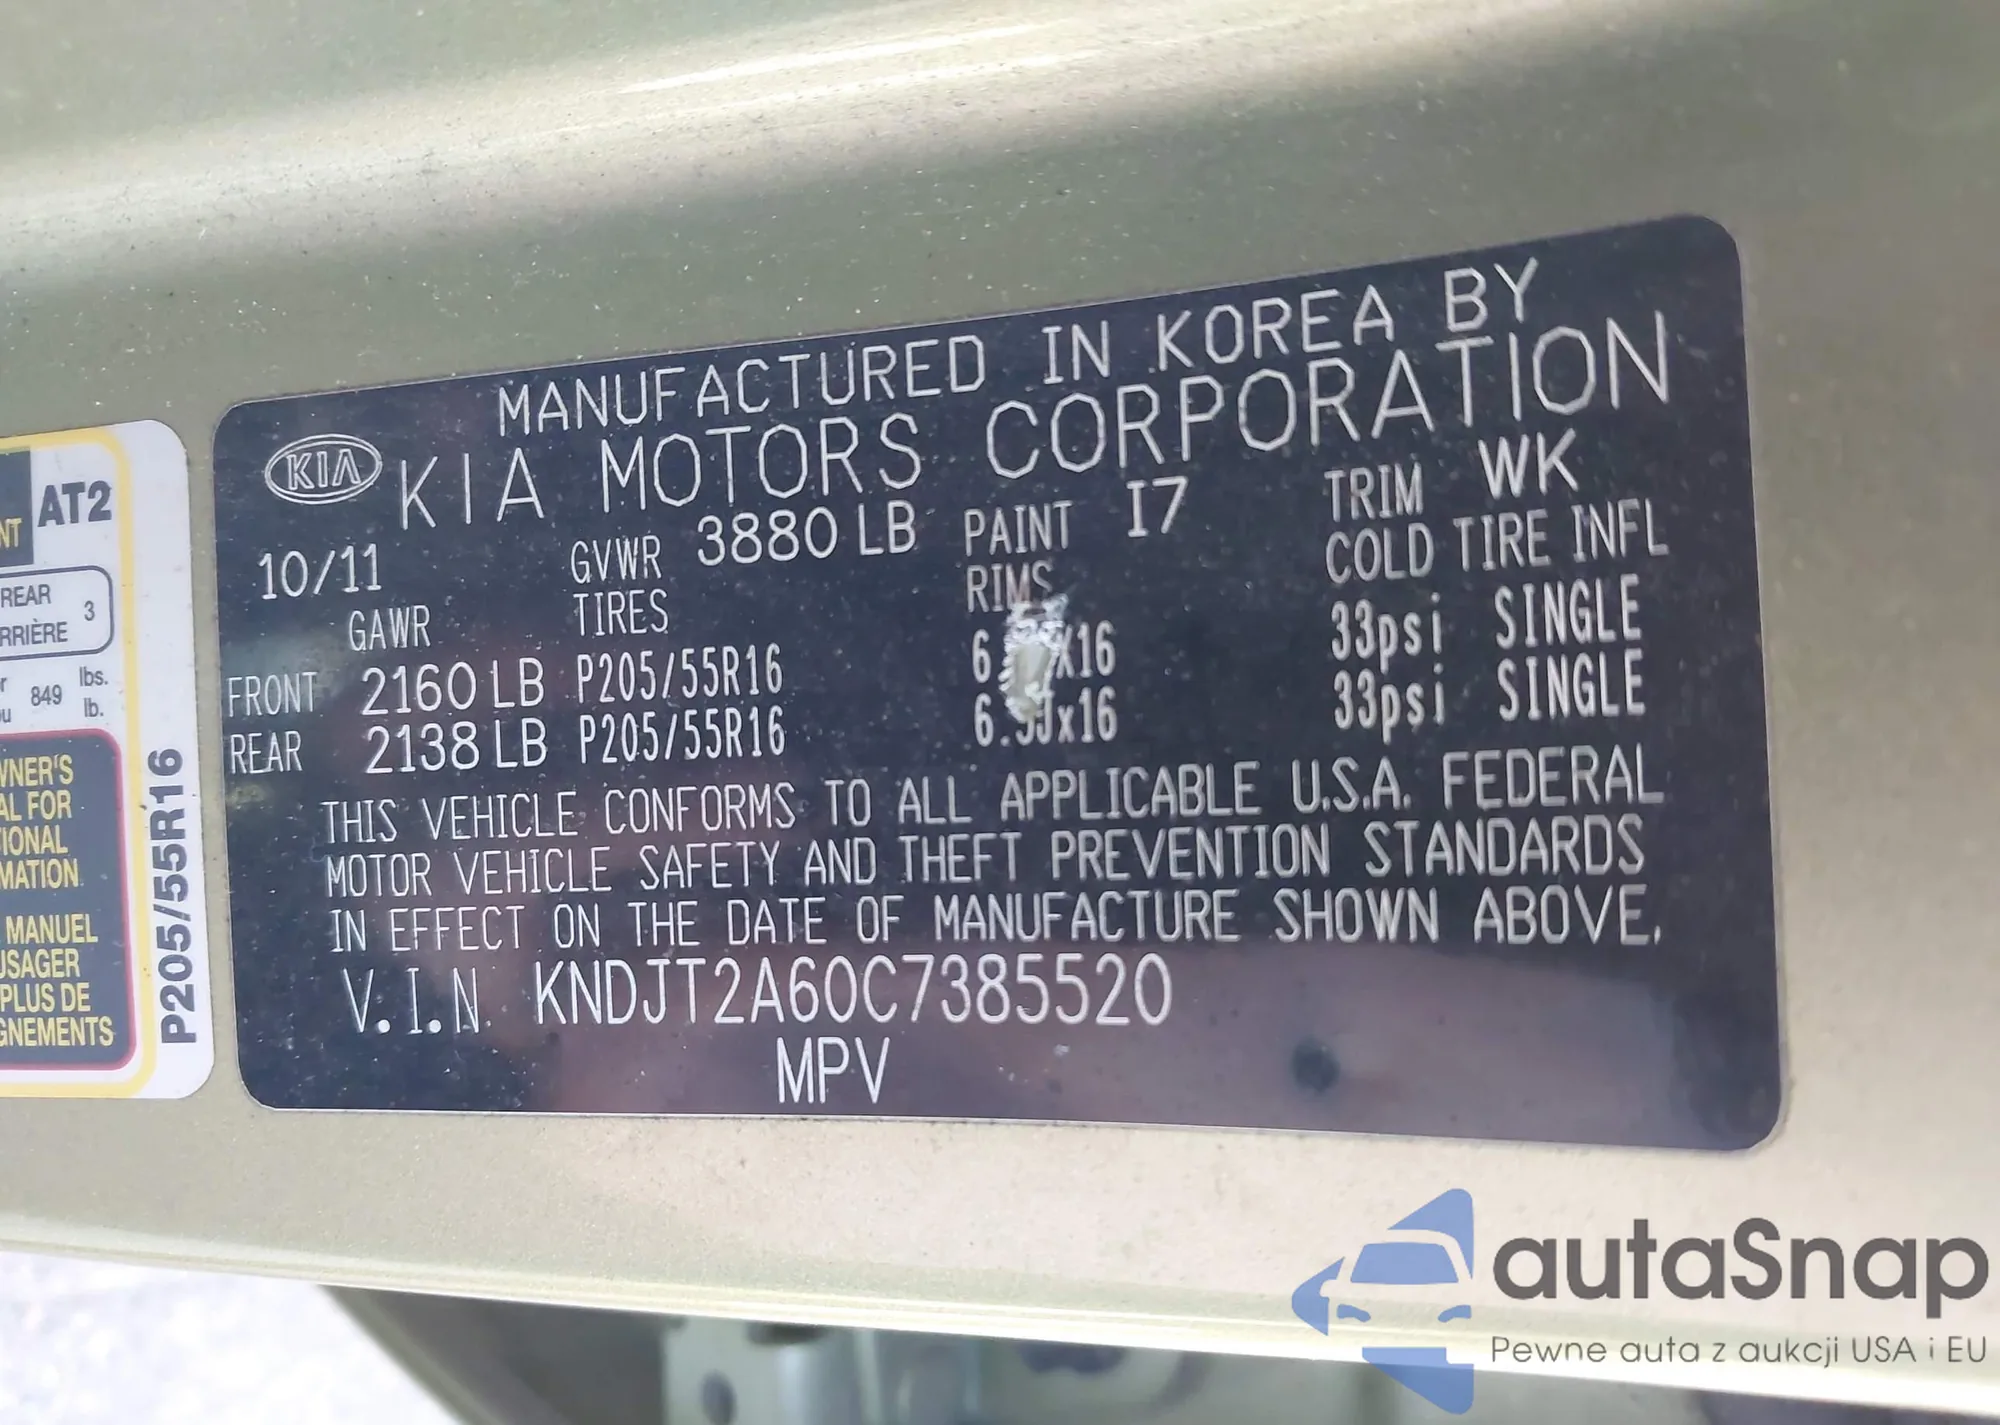 MANUFACTURED IN KOREA BY
KIA KIA MOTORS CORPORATION
10/11 GVWR 3880 LB PAINT I7 TRIM WK
GAWR TIRES RIMS COLD TIRE INFL
FRONT 2160 LB P205/55R16 33psi SINGLE
REAR 2138 LB P205/55R16 33psi SINGLE
THIS VEHICLE CONFORMS TO ALL APPLICABLE U.S.A. FEDERAL
MOTOR VEHICLE SAFETY AND THEFT PREVENTION STANDARDS
IN EFFECT ON THE DATE OF MANUFACTURE SHOWN ABOVE.
V.I.N. KNDJT2A60C7385520
MPV
AT2
REAR
3
849 lbs.
lb.
MANUEL
PLUS DE
P205/55R16
autaSnap
Pewne auta z aukcji USA i EU